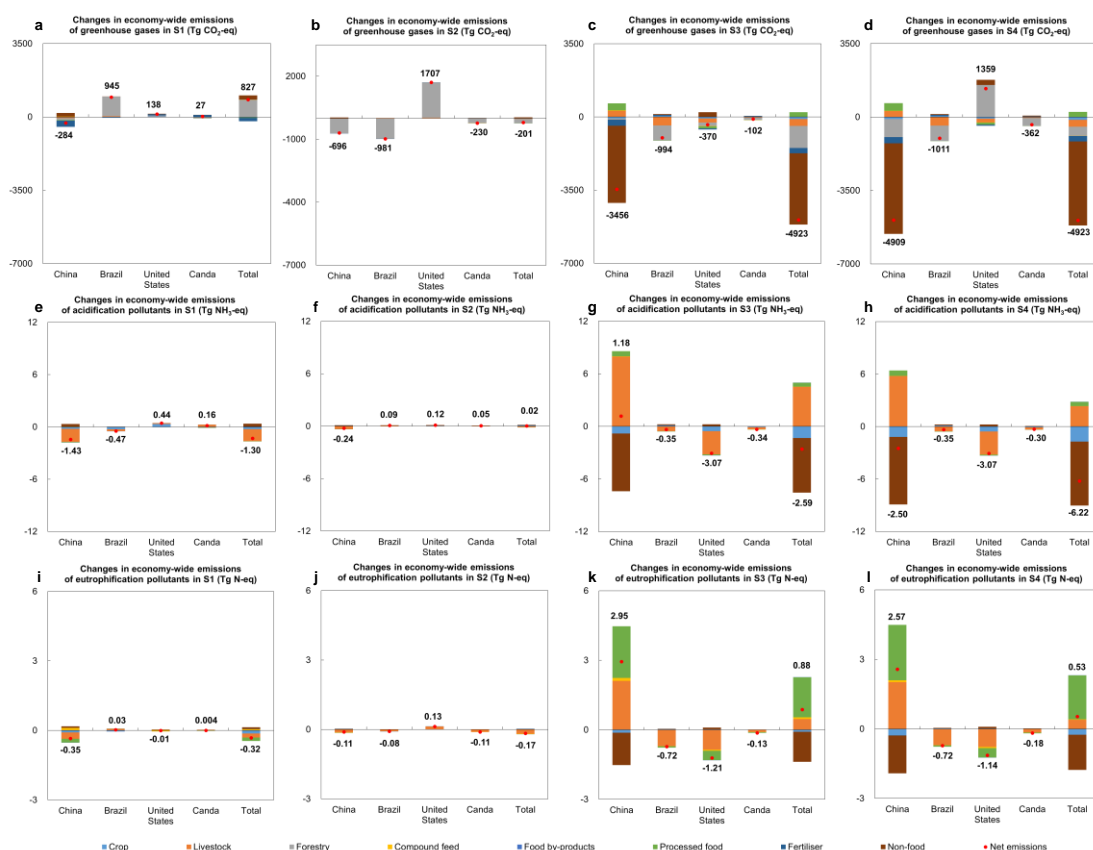 a
Changes in economy-wide emissions
of greenhouse gases in S1 (Tg CO₂-eq)
3500
0
-3500
-7000
-284
945
138
27
827
China
Brazil
United
States
Canda
Total
b
Changes in economy-wide emissions
of greenhouse gases in S2 (Tg CO₂-eq)
2000
-1000
-4000
-7000
-696
-981
1707
-230
-201
China
Brazil
United
States
Canda
Total
c
Changes in economy-wide emissions
of greenhouse gases in S3 (Tg CO₂-eq)
3500
0
-3500
-7000
-3456
-994
-370
-102
-4923
China
Brazil
United
States
Canda
Total
d
Changes in economy-wide emissions
of greenhouse gases in S4 (Tg CO₂-eq)
3500
0
-3500
-7000
-4909
-1011
1359
-362
-4923
China
Brazil
United
States
Canda
Total
e
Changes in economy-wide emissions
of acidification pollutants in S1 (Tg NH₃-eq)
12
6
0
-6
-12
-1.43
-0.47
0.44
0.16
-1.30
China
Brazil
United
States
Canda
Total
f
Changes in economy-wide emissions
of acidification pollutants in S2 (Tg NH₃-eq)
12
6
0
-6
-12
-0.24
0.09
0.12
0.05
0.02
China
Brazil
United
States
Canda
Total
g
Changes in economy-wide emissions
of acidification pollutants in S3 (Tg NH₃-eq)
12
6
0
-6
-12
1.18
-0.35
-3.07
-0.34
-2.59
China
Brazil
United
States
Canda
Total
h
Changes in economy-wide emissions
of acidification pollutants in S4 (Tg NH₃-eq)
12
6
0
-6
-12
-2.50
-0.35
-3.07
-0.30
-6.22
China
Brazil
United
States
Canda
Total
i
Changes in economy-wide emissions
of eutrophification pollutants in S1 (Tg N-eq)
6
3
0
-3
-0.35
0.03
-0.01
0.004
-0.32
China
Brazil
United
States
Canda
Total
j
Changes in economy-wide emissions
of eutrophification pollutants in S2 (Tg N-eq)
6
3
0
-3
-0.11
-0.08
0.13
-0.11
-0.17
China
Brazil
United
States
Canda
Total
k
Changes in economy-wide emissions
of eutrophification pollutants in S3 (Tg N-eq)
6
3
0
-3
2.95
-0.72
-1.21
-0.13
0.88
China
Brazil
United
States
Canda
Total
l
Changes in economy-wide emissions
of eutrophification pollutants in S4 (Tg N-eq)
6
3
0
-3
2.57
-0.72
-1.14
-0.18
0.53
China
Brazil
United
States
Canda
Total
Crop Livestock Forestry Compound feed Food by-products Processed food Fertiliser Non-food Net emissions